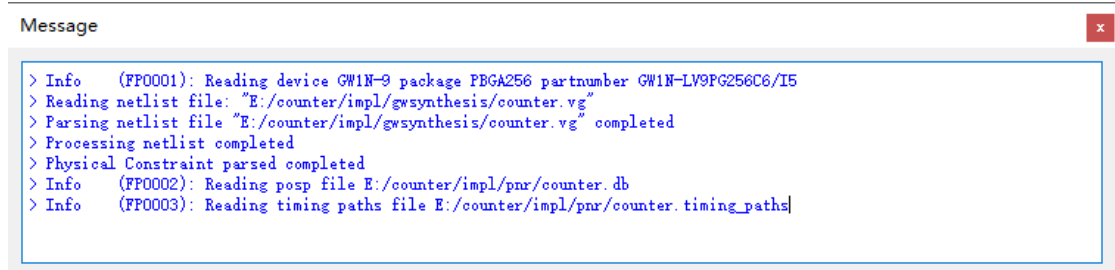 Message
x
> Info (FP0001): Reading device GW1N-9 package PBGA256 partnumber GW1N-LV9PG256C6/I5
> Reading netlist file: "E:/counter/impl/gwsynthesis/counter.vg"
> Parsing netlist file "E:/counter/impl/gwsynthesis/counter.vg" completed
> Processing netlist completed
> Physical Constraint parsed completed
> Info (FP0002): Reading posp file E:/counter/impl/pnr/counter.db
> Info (FP0003): Reading timing paths file E:/counter/impl/pnr/counter.timing_paths